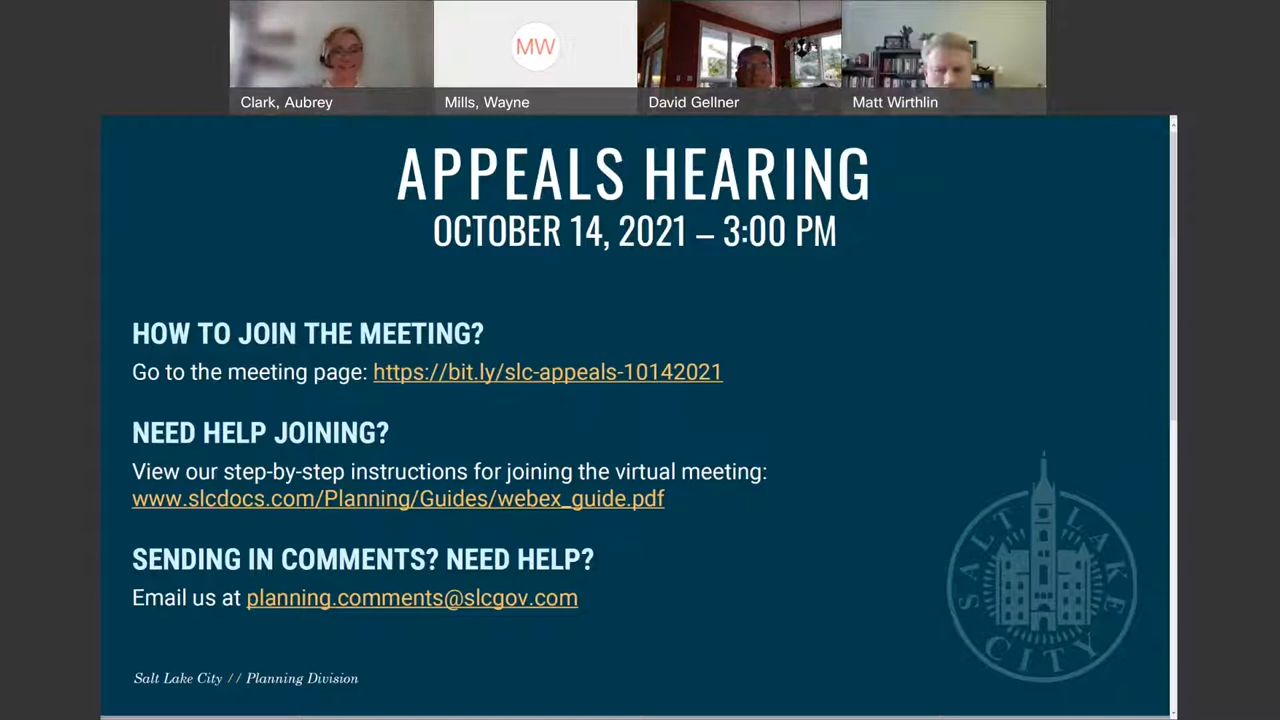 MW
Clark, Aubrey
Mills, Wayne
David Gellner
Matt Wirthlin
APPEALS HEARING
OCTOBER 14, 2021 – 3:00 PM
HOW TO JOIN THE MEETING?
Go to the meeting page: https://bit.ly/slc-appeals-10142021
NEED HELP JOINING?
View our step-by-step instructions for joining the virtual meeting:
www.slcdocs.com/Planning/Guides/webex_guide.pdf
SENDING IN COMMENTS? NEED HELP?
Email us at planning.comments@slcgov.com
SALT LAKE
CITY
Salt Lake City // Planning Division